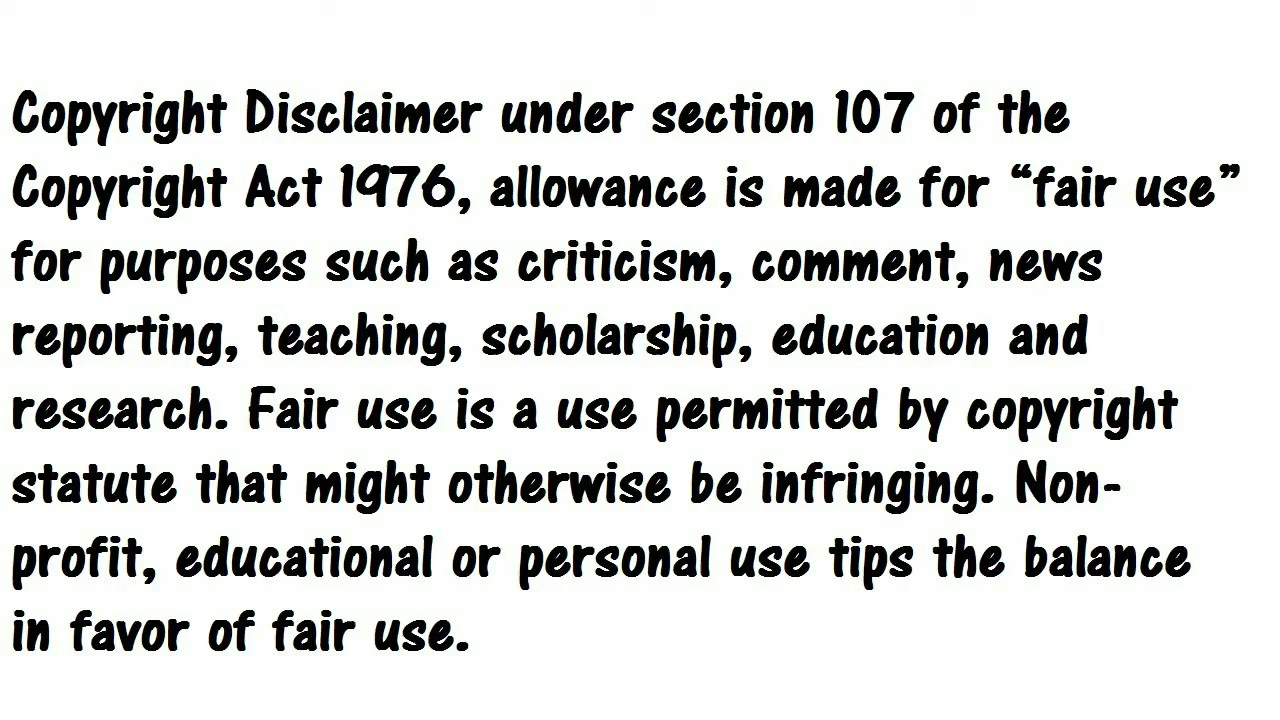 Copyright Disclaimer under section 107 of the
Copyright Act 1976, allowance is made for “fair use”
for purposes such as criticism, comment, news
reporting, teaching, scholarship, education and
research. Fair use is a use permitted by copyright
statute that might otherwise be infringing. Non-
profit, educational or personal use tips the balance
in favor of fair use.